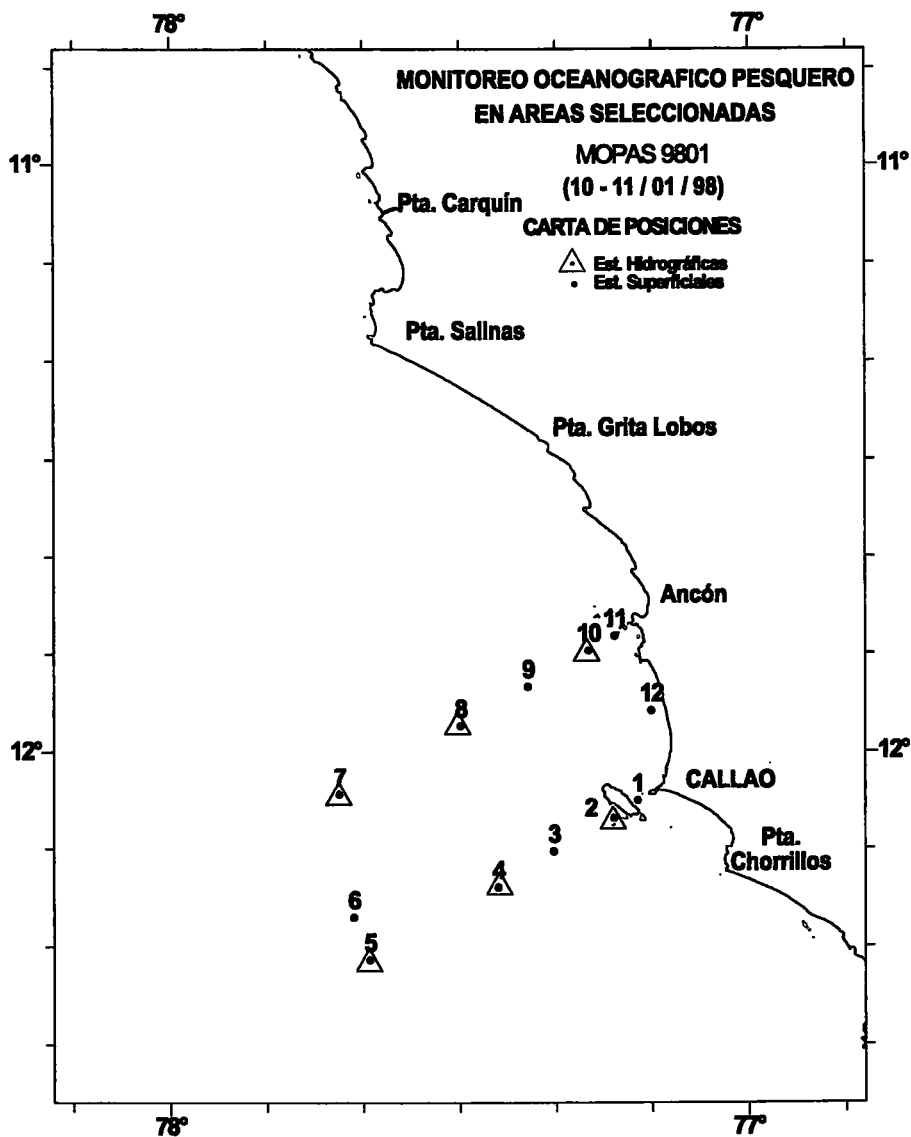 78°
77°
MONITOREO OCEANOGRAFICO PESQUERO
EN AREAS SELECCIONADAS
MOPAS 9801
(10 - 11 / 01 / 98)
CARTA DE POSICIONES
Est. Hidrográficas
Est. Superficiales
11°
11°
Pta. Carquín
Pta. Salinas
Pta. Grita Lobos
Ancón
11
10
9
12
8
12°
12°
7
CALLAO
1
2
3
Pta.
Chorrillos
4
6
5
78°
77°